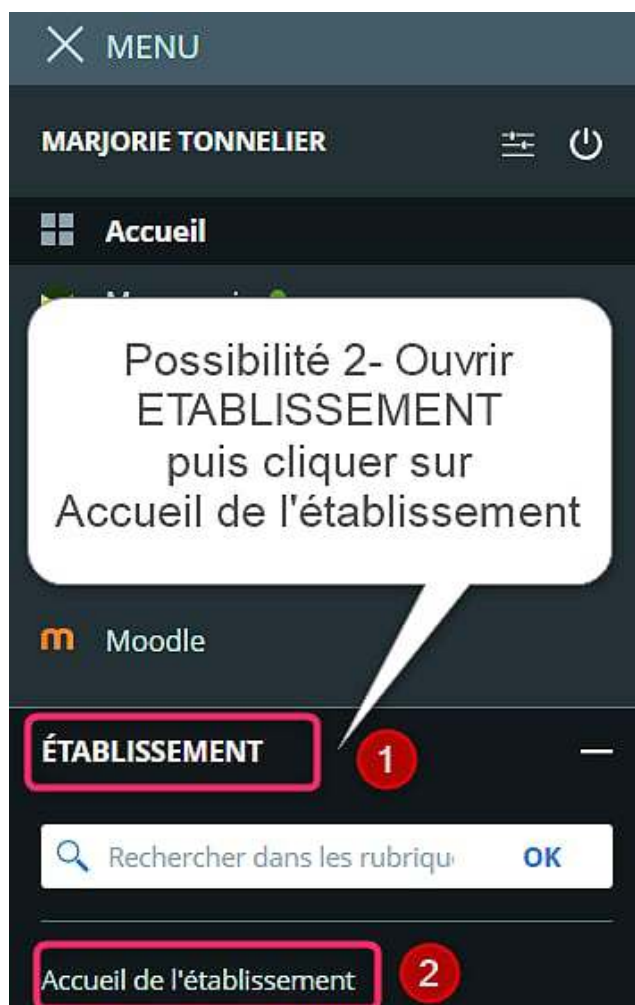 MENU
MARJORIE TONNELIER
Accueil
Possibilité 2- Ouvrir
ETABLISSEMENT
puis cliquer sur
Accueil de l'établissement
Moodle
ÉTABLISSEMENT
1
Rechercher dans les rubrique
OK
Accueil de l'établissement
2